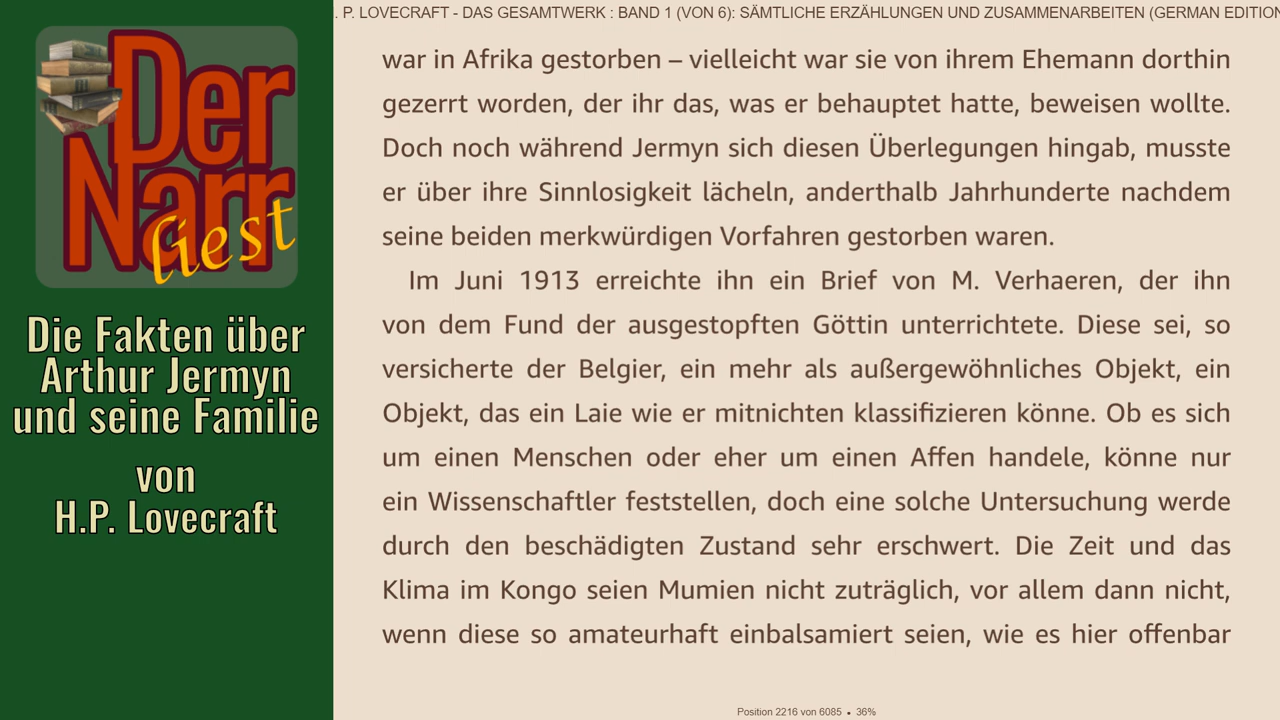 Der
Narr
liest
Die Fakten über
Arthur Jermyn
und seine Familie
von
H.P. Lovecraft
. P. LOVECRAFT - DAS GESAMTWERK : BAND 1 (VON 6): SÄMTLICHE ERZÄHLUNGEN UND ZUSAMMENARBEITEN (GERMAN EDITION
war in Afrika gestorben – vielleicht war sie von ihrem Ehemann dorthin
gezerrt worden, der ihr das, was er behauptet hatte, beweisen wollte.
Doch noch während Jermyn sich diesen Überlegungen hingab, musste
er über ihre Sinnlosigkeit lächeln, anderthalb Jahrhunderte nachdem
seine beiden merkwürdigen Vorfahren gestorben waren.
Im Juni 1913 erreichte ihn ein Brief von M. Verhaeren, der ihn
von dem Fund der ausgestopften Göttin unterrichtete. Diese sei, so
versicherte der Belgier, ein mehr als außergewöhnliches Objekt, ein
Objekt, das ein Laie wie er mitnichten klassifizieren könne. Ob es sich
um einen Menschen oder eher um einen Affen handele, könne nur
ein Wissenschaftler feststellen, doch eine solche Untersuchung werde
durch den beschädigten Zustand sehr erschwert. Die Zeit und das
Klima im Kongo seien Mumien nicht zuträglich, vor allem dann nicht,
wenn diese so amateurhaft einbalsamiert seien, wie es hier offenbar
Position 2216 von 6085 • 36%